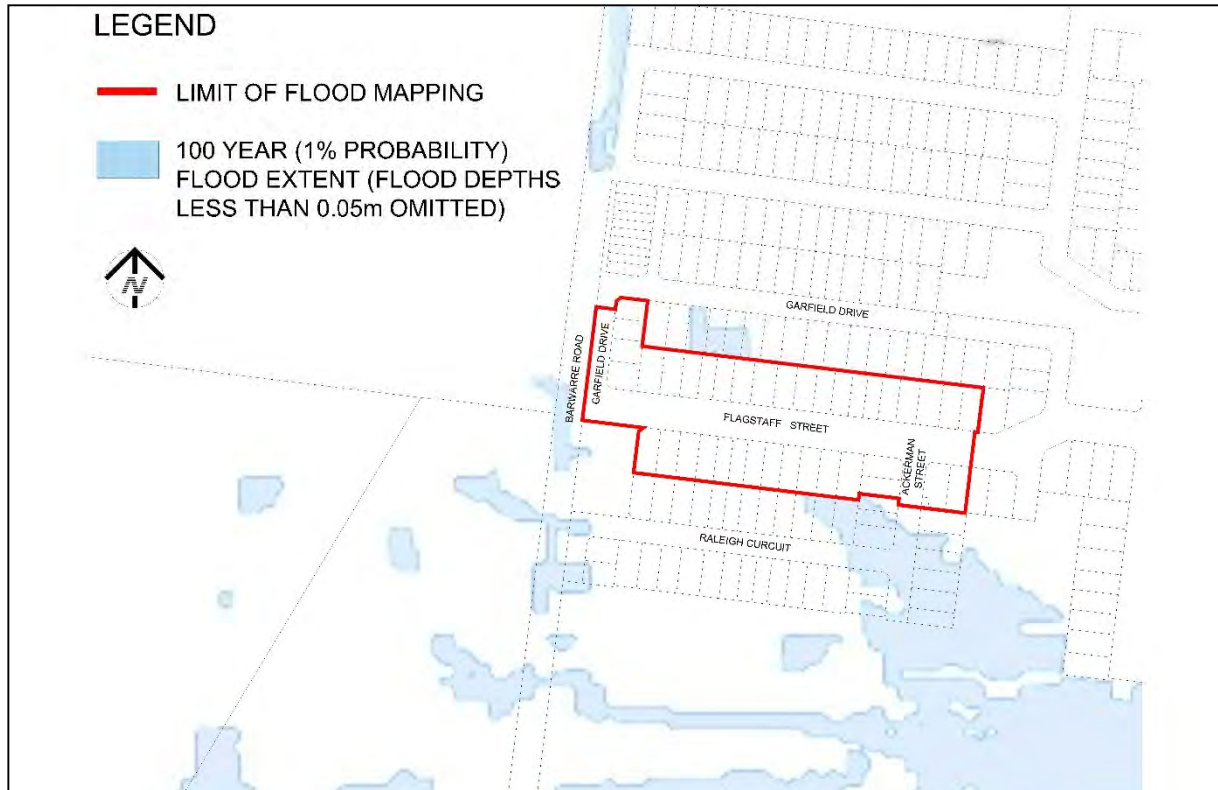 LEGEND
LIMIT OF FLOOD MAPPING
100 YEAR (1% PROBABILITY)
FLOOD EXTENT (FLOOD DEPTHS
LESS THAN 0.05m OMITTED)
N
GARFIELD DRIVE
BARWARRE ROAD
GARFIELD DRIVE
FLAGSTAFF STREET
ACKERMAN
STREET
RALEIGH CURCUIT